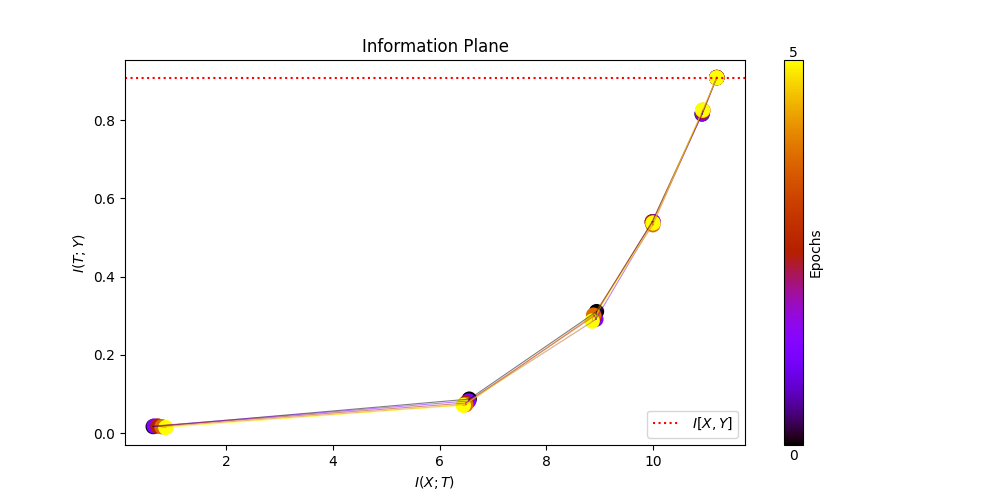 Information Plane
5
0.8
0.6
0.4
0.2
0.0
I(T; Y)
Epochs
I[X, Y]
0
2 4 6 8 10
I(X; T)